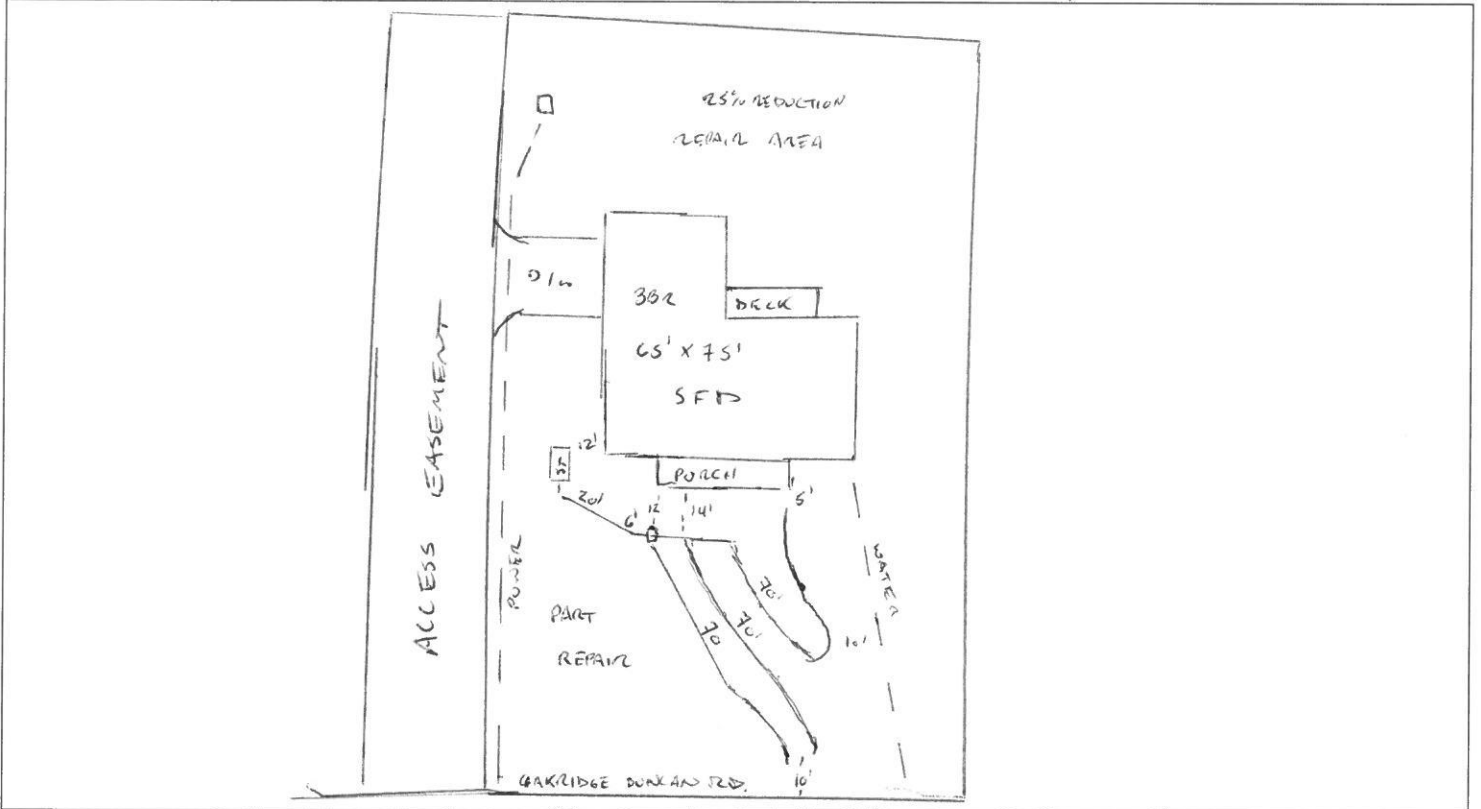 25% REDUCTION
REPAIR AREA
D/W
3BR
DECK
65' X 75'
SFD
ACCESS EASEMENT
12'
ST
PORCH
20'
6'
12
14'
5'
POWER
WATER
PART
REPAIR
70
70'
70'
10'
OAKRIDGE DUNCAN RD.
10'